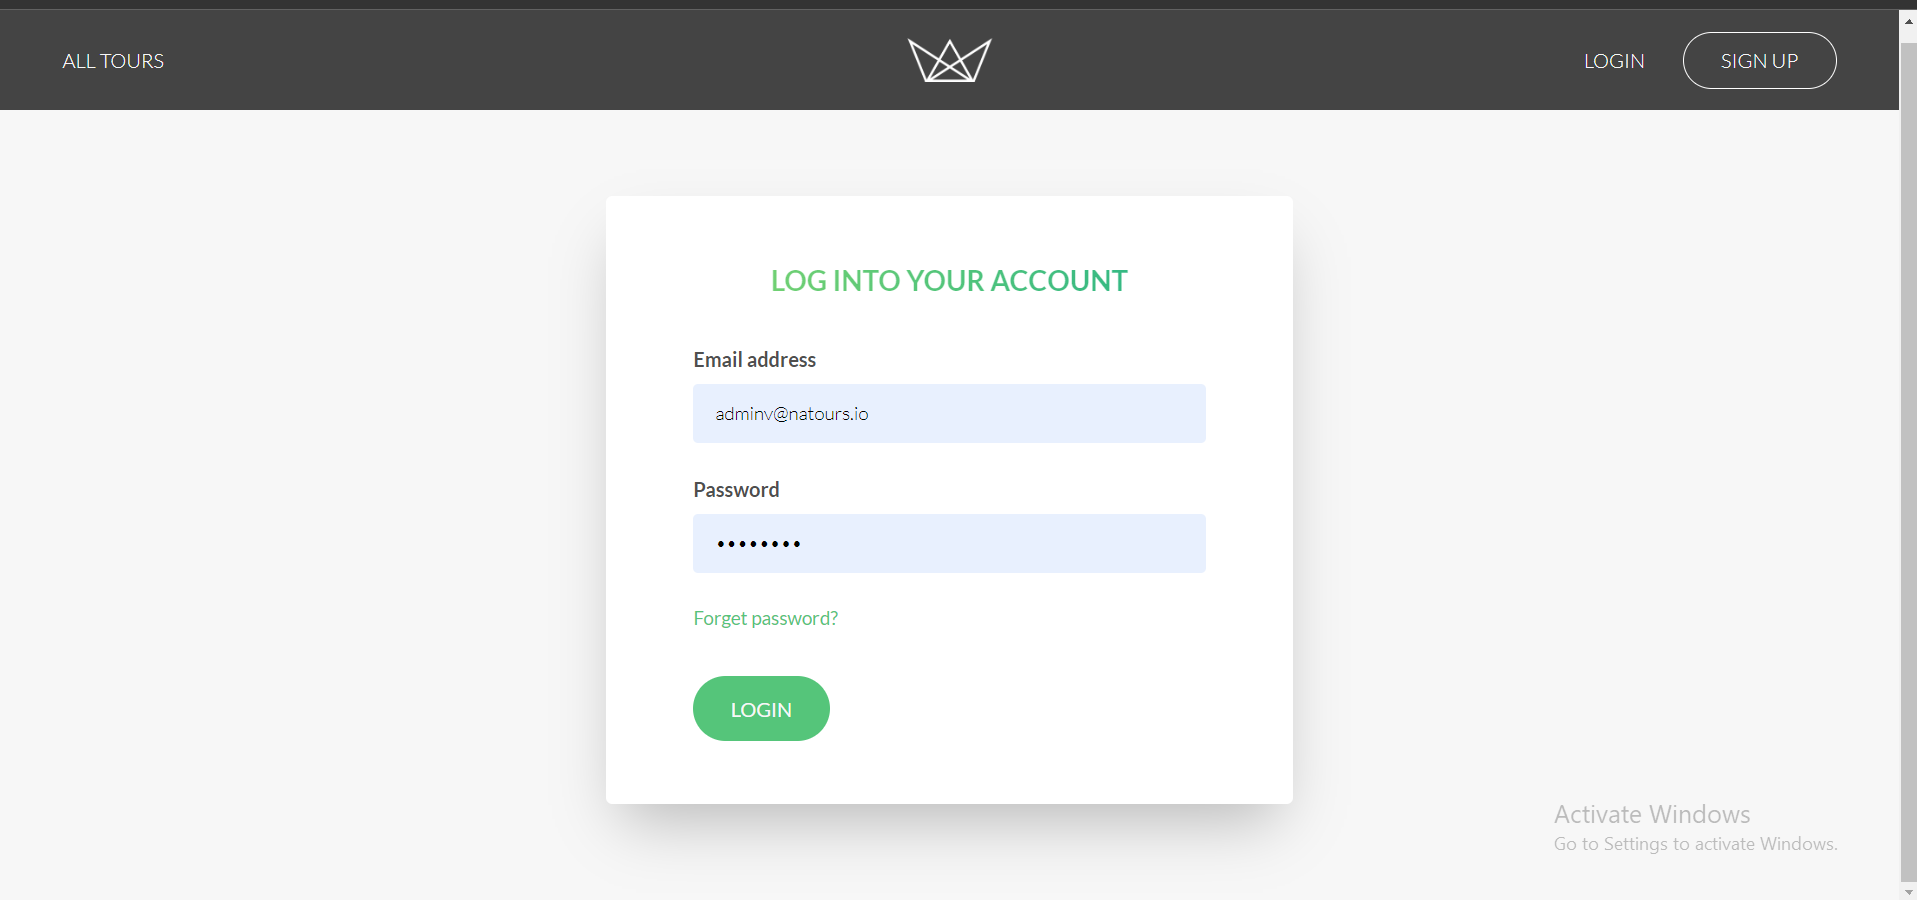 ALL TOURS
LOGIN
SIGN UP
LOG INTO YOUR ACCOUNT
Email address
adminv@natours.io
Password
••••••••
Forget password?
LOGIN
Activate Windows
Go to Settings to activate Windows.